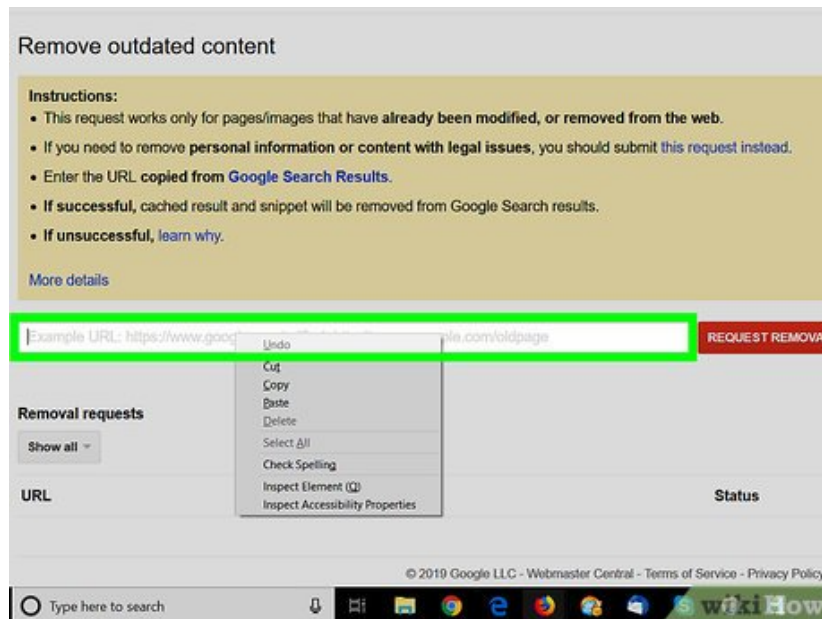 Remove outdated content
Instructions:
• This request works only for pages/images that have already been modified, or removed from the web.
• If you need to remove personal information or content with legal issues, you should submit this request instead.
• Enter the URL copied from Google Search Results.
• If successful, cached result and snippet will be removed from Google Search results.
• If unsuccessful, learn why.
More details
Example URL: https://www.goog le.com/oldpage
REQUEST REMOVA
Undo
Cut
Copy
Paste
Delete
Select All
Check Spelling
Inspect Element (Q)
Inspect Accessibility Properties
Removal requests
Show all
URL
Status
© 2019 Google LLC - Webmaster Central - Terms of Service - Privacy Policy
Type here to search
wikiHow